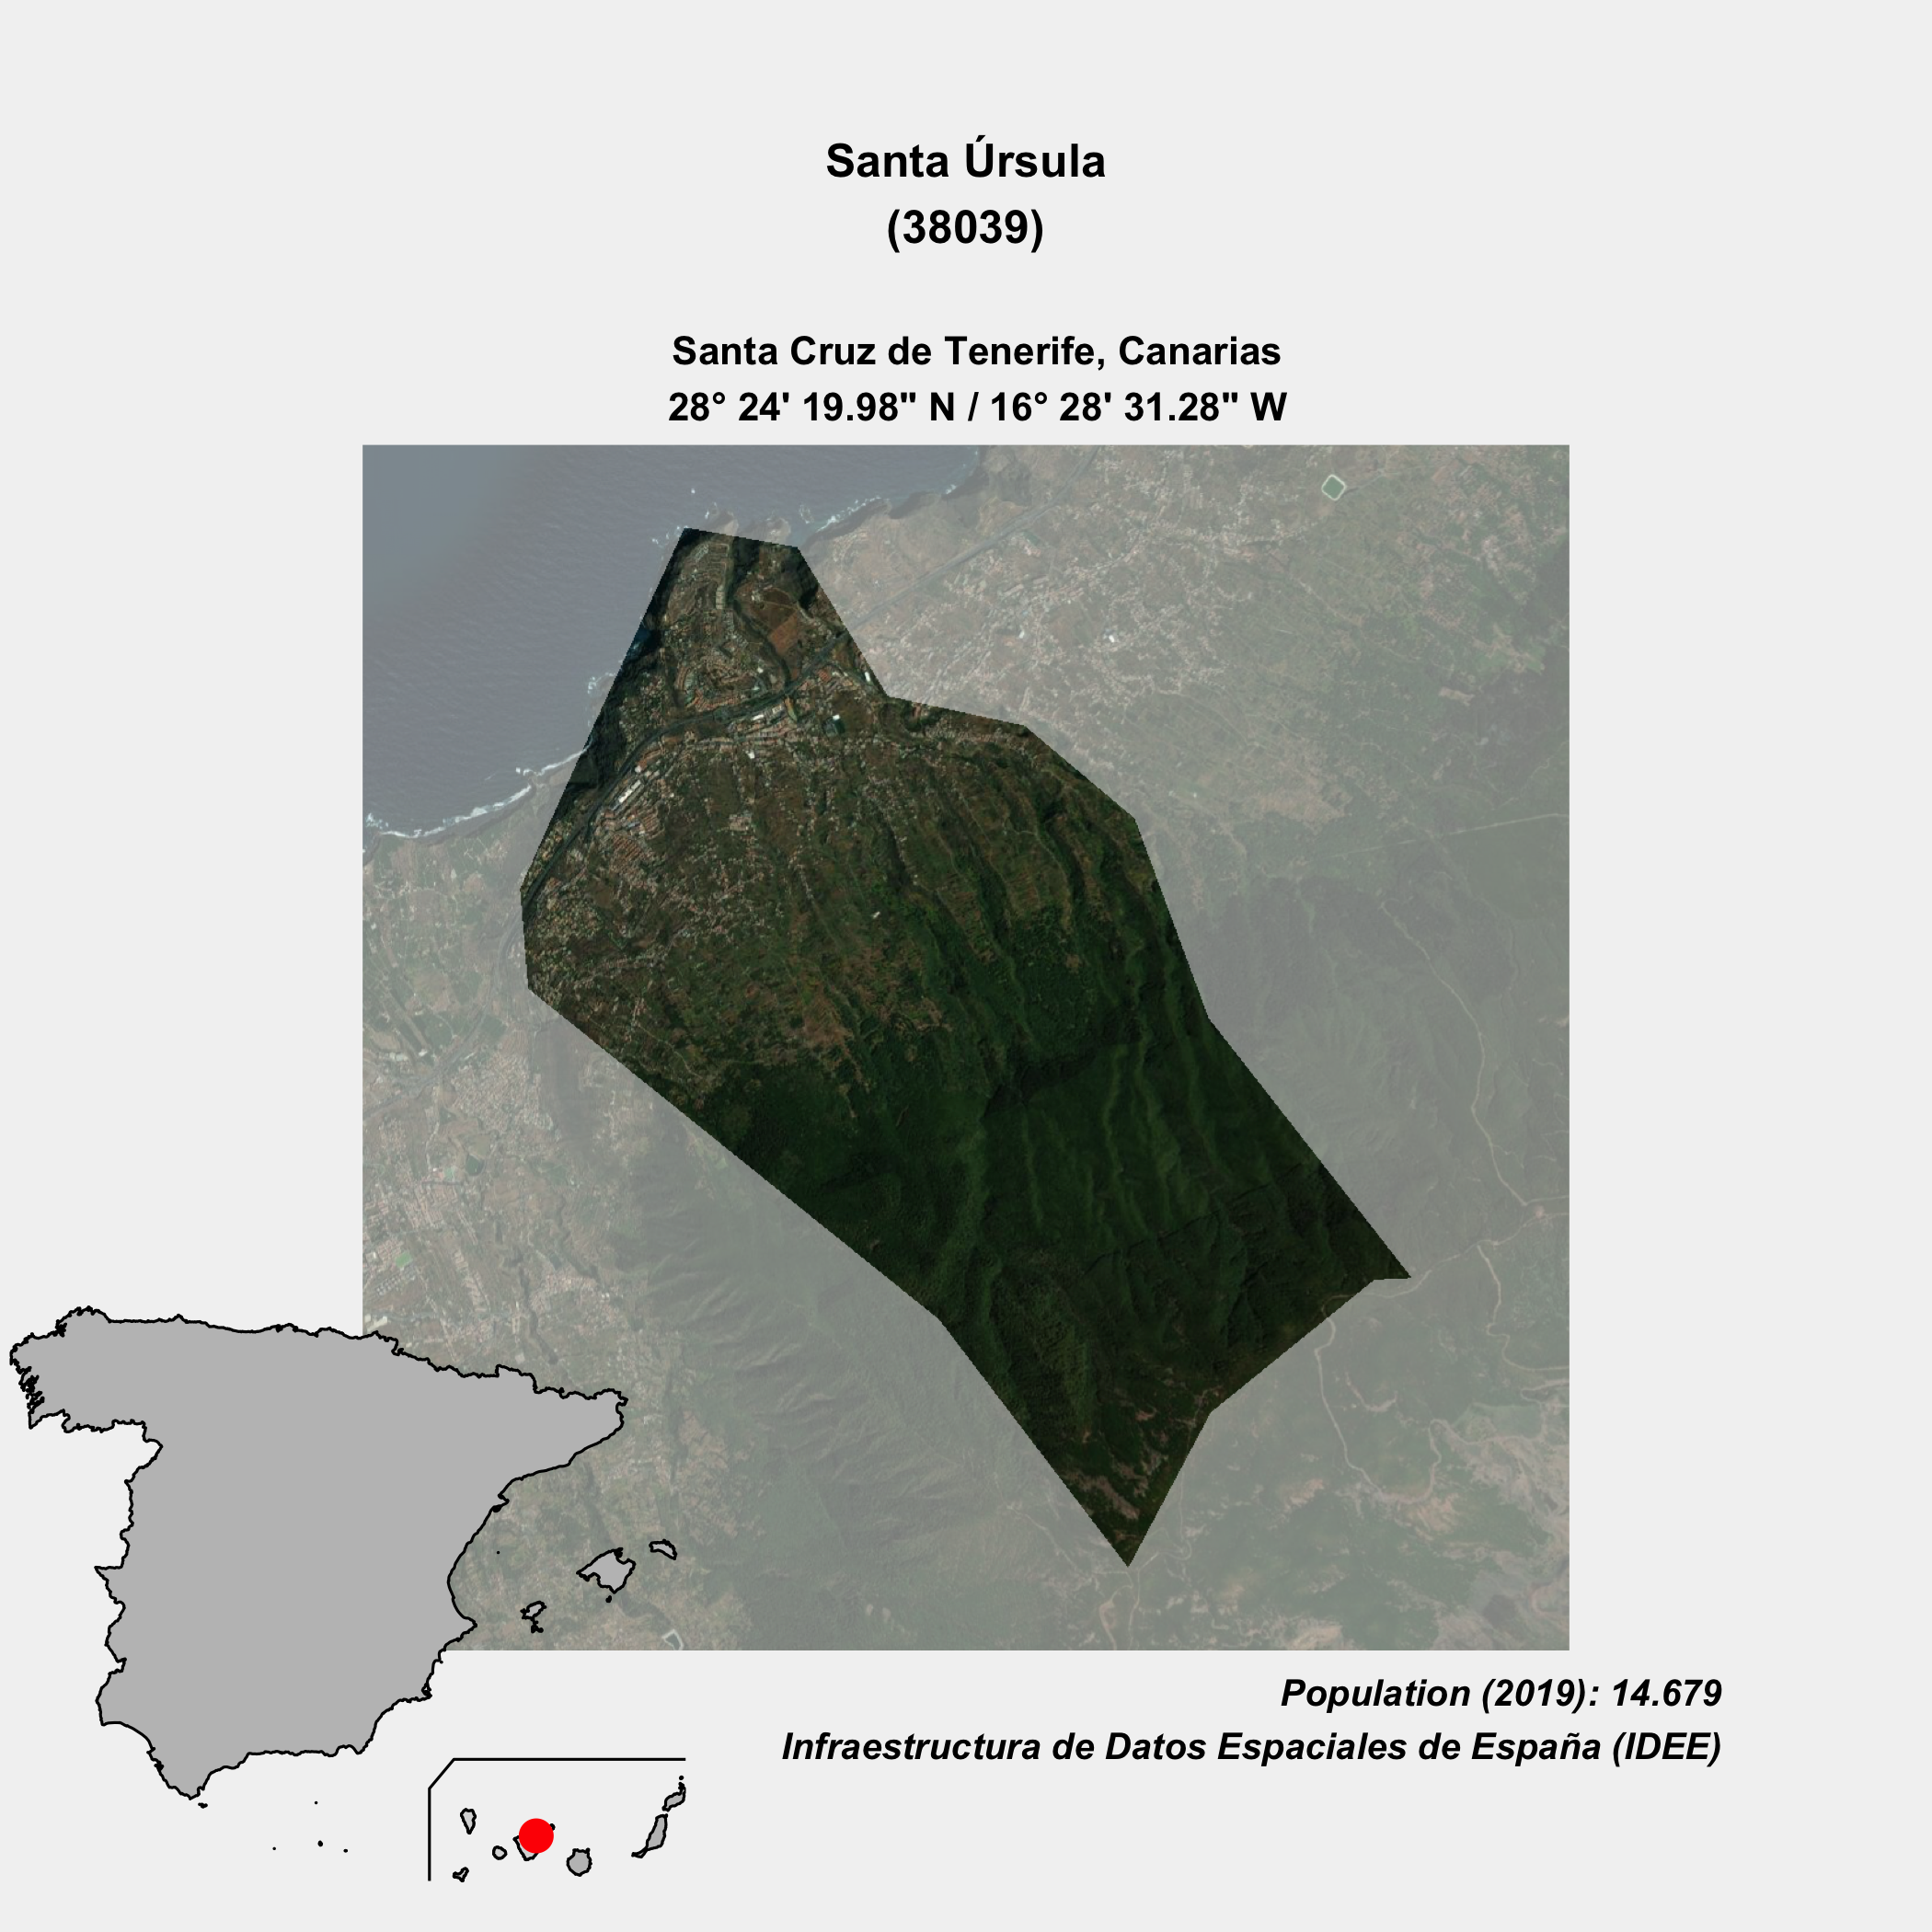 Santa Úrsula
(38039)
Santa Cruz de Tenerife, Canarias
28° 24' 19.98" N / 16° 28' 31.28" W
Population (2019): 14.679
Infraestructura de Datos Espaciales de España (IDEE)